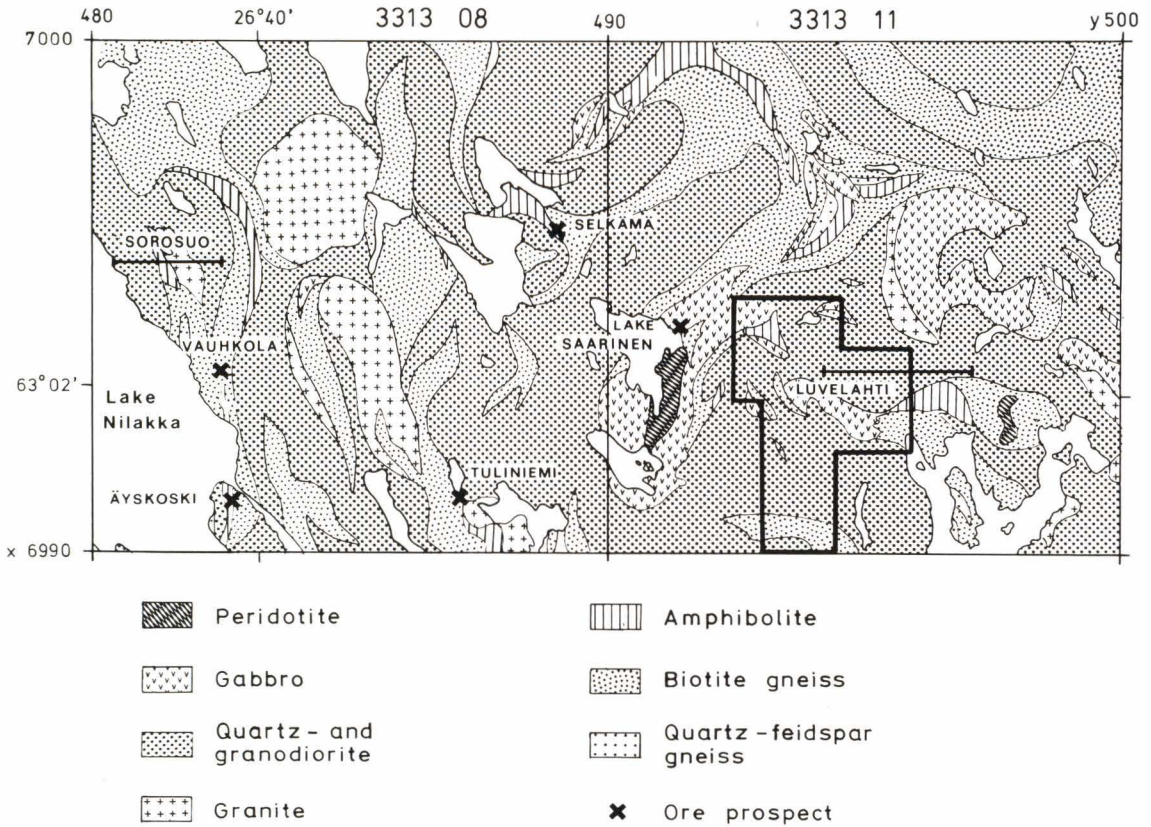 480 26°40' 3313 08 490 3313 11 y 500
7000
SELKÄMÄ
SOROSUO
LAKE
SAARINEN
VAUHKOLA
63°02'
LUVELAHTI
Lake
Nilakka
TULINIEMI
ÄYSKOSKI
x 6990
Peridotite
Amphibolite
Gabbro
Biotite gneiss
Quartz - and
granodiorite
Quartz - feidspar
gneiss
Granite
Ore prospect